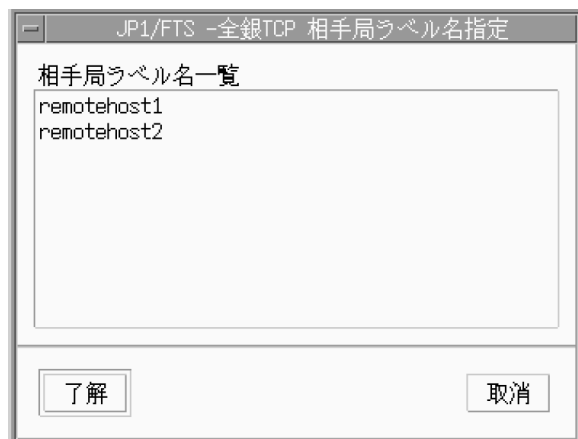 JP1/FTS -全銀TCP 相手局ラベル名指定
相手局ラベル名一覧
remotehost1
remotehost2
了解
取消